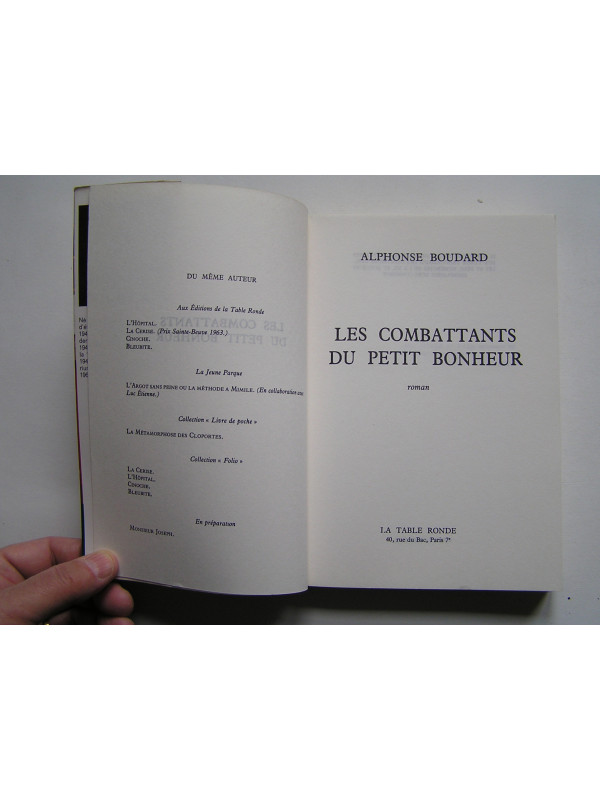 DU MÊME AUTEUR
Aux Éditions de la Table Ronde
L'HÔPITAL.
LA CERISE. (Prix Sainte-Beuve 1963.)
CINOCHE.
BLEUBITE.
La Jeune Parque
L'ARGOT SANS PEINE OU LA MÉTHODE A MIMILE. (En collaboration avec
Luc Étienne.)
Collection « Livre de poche »
LA MÉTAMORPHOSE DES CLOPORTES.
Collection « Folio »
LA CERISE.
L'HÔPITAL.
CINOCHE.
BLEUBITE.
En préparation
MONSIEUR JOSEPH.
ALPHONSE BOUDARD
LES COMBATTANTS
DU PETIT BONHEUR
roman
LA TABLE RONDE
40, rue du Bac, Paris 7e